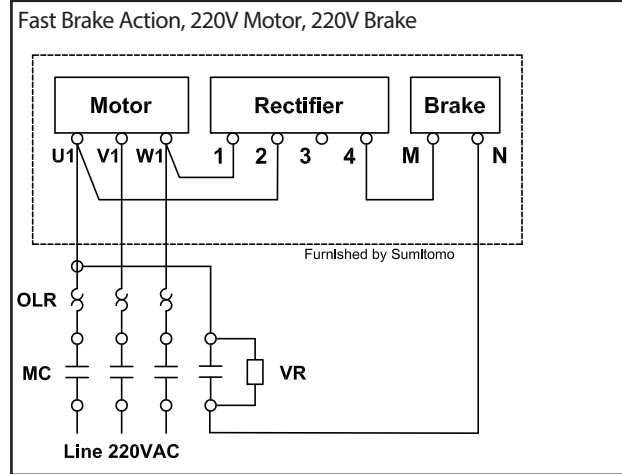 Fast Brake Action, 220V Motor, 220V Brake
Motor Rectifier Brake
U1 V1 W1 1 2 3 4 M N
Furnished by Sumitomo
OLR
MC VR
Line 220VAC